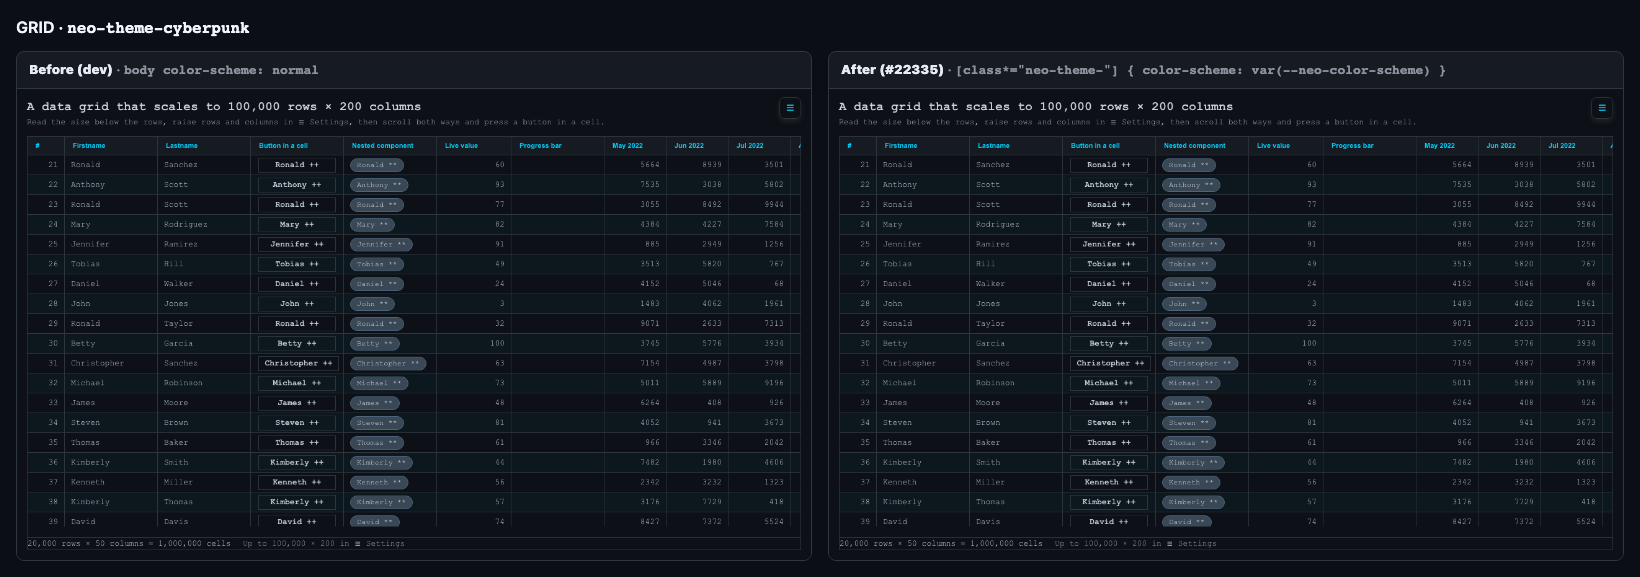 GRID · neo-theme-cyberpunk
Before (dev) · body color-scheme: normal
A data grid that scales to 100,000 rows × 200 columns
☰
Read the size below the rows, raise rows and columns in ☰ Settings, then scroll both ways and press a button in a cell.
# Firstname Lastname Button in a cell Nested component Live value Progress bar May 2022 Jun 2022 Jul 2022
21 Ronald Sanchez Ronald ++ Ronald ** 60 5664 8939 3501
22 Anthony Scott Anthony ++ Anthony ** 93 7535 3038 5802
23 Ronald Scott Ronald ++ Ronald ** 77 3055 8492 9944
24 Mary Rodriguez Mary ++ Mary ** 82 4384 4227 7584
25 Jennifer Ramirez Jennifer ++ Jennifer ** 91 885 2949 1256
26 Tobias Hill Tobias ++ Tobias ** 49 3513 5820 767
27 Daniel Walker Daniel ++ Daniel ** 24 4152 5046 68
28 John Jones John ++ John ** 3 1483 4062 1961
29 Ronald Taylor Ronald ++ Ronald ** 32 9071 2633 7313
30 Betty Garcia Betty ++ Betty ** 100 3745 5776 3934
31 Christopher Sanchez Christopher ++ Christopher ** 63 7154 4987 3798
32 Michael Robinson Michael ++ Michael ** 73 5011 5889 9196
33 James Moore James ++ James ** 48 6264 408 926
34 Steven Brown Steven ++ Steven ** 81 4052 941 3673
35 Thomas Baker Thomas ++ Thomas ** 61 966 3346 2042
36 Kimberly Smith Kimberly ++ Kimberly ** 44 7482 1980 4606
37 Kenneth Miller Kenneth ++ Kenneth ** 56 2342 3232 1323
38 Kimberly Thomas Kimberly ++ Kimberly ** 57 3176 7729 418
39 David Davis David ++ David ** 74 8427 7372 5524
20,000 rows × 50 columns = 1,000,000 cells Up to 100,000 × 200 in ☰ Settings
After (#22335) · [class*="neo-theme-"] { color-scheme: var(--neo-color-scheme) }
A data grid that scales to 100,000 rows × 200 columns
☰
Read the size below the rows, raise rows and columns in ☰ Settings, then scroll both ways and press a button in a cell.
# Firstname Lastname Button in a cell Nested component Live value Progress bar May 2022 Jun 2022 Jul 2022
21 Ronald Sanchez Ronald ++ Ronald ** 60 5664 8939 3501
22 Anthony Scott Anthony ++ Anthony ** 93 7535 3038 5802
23 Ronald Scott Ronald ++ Ronald ** 77 3055 8492 9944
24 Mary Rodriguez Mary ++ Mary ** 82 4384 4227 7584
25 Jennifer Ramirez Jennifer ++ Jennifer ** 91 885 2949 1256
26 Tobias Hill Tobias ++ Tobias ** 49 3513 5820 767
27 Daniel Walker Daniel ++ Daniel ** 24 4152 5046 68
28 John Jones John ++ John ** 3 1483 4062 1961
29 Ronald Taylor Ronald ++ Ronald ** 32 9071 2633 7313
30 Betty Garcia Betty ++ Betty ** 100 3745 5776 3934
31 Christopher Sanchez Christopher ++ Christopher ** 63 7154 4987 3798
32 Michael Robinson Michael ++ Michael ** 73 5011 5889 9196
33 James Moore James ++ James ** 48 6264 408 926
34 Steven Brown Steven ++ Steven ** 81 4052 941 3673
35 Thomas Baker Thomas ++ Thomas ** 61 966 3346 2042
36 Kimberly Smith Kimberly ++ Kimberly ** 44 7482 1980 4606
37 Kenneth Miller Kenneth ++ Kenneth ** 56 2342 3232 1323
38 Kimberly Thomas Kimberly ++ Kimberly ** 57 3176 7729 418
39 David Davis David ++ David ** 74 8427 7372 5524
20,000 rows × 50 columns = 1,000,000 cells Up to 100,000 × 200 in ☰ Settings